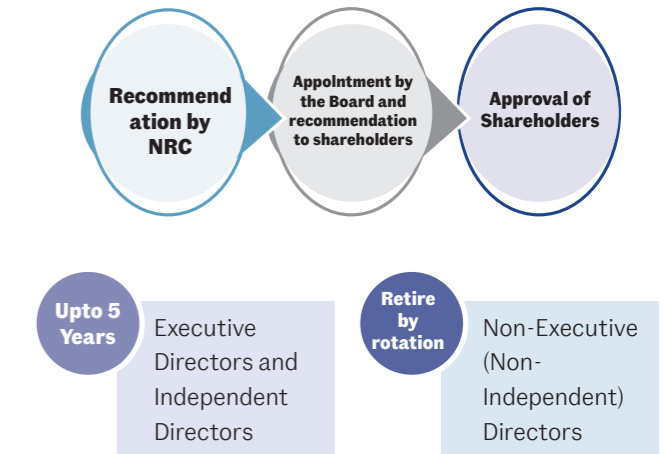 Recommend
ation by
NRC
Appointment by
the Board and
recommendation
to shareholders
Approval of
Shareholders
Upto 5
Years
Executive
Directors and
Independent
Directors
Retire
by
rotation
Non-Executive
(Non-
Independent)
Directors